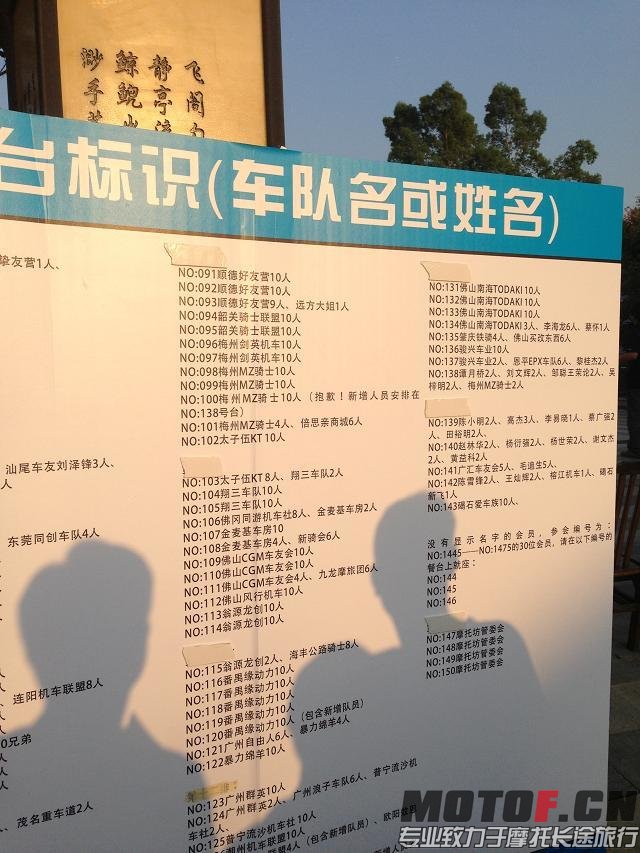 飞阁
静亭
鲸鲵
渺手
台标识(车队名或姓名)
挚友营1人、
汕尾车友刘泽锋3人、
东莞同创车队4人
连阳机车联盟8人
0兄弟
茂名重车道2人
NO:091顺德好友营10人
NO:092顺德好友营10人
NO:093顺德好友营9人、远方大姐1人
NO:094韶关骑士联盟10人
NO:095韶关骑士联盟10人
NO:096梅州剑英机车10人
NO:097梅州剑英机车10人
NO:098梅州MZ骑士10人
NO:099梅州MZ骑士10人
NO:100梅州MZ骑士10人(抱歉!新增人员安排在
NO:138号台)
NO:101梅州MZ骑士4人、倍思亲商城6人
NO:102太子伍KT 10人
NO:103太子伍KT 8人、翔三车队2人
NO:104翔三车队10人
NO:105翔三车队10人
NO:106佛冈同游机车社8人、金麦基车房2人
NO:107金麦基车房10
NO:108金麦基车房4人、新骑会6人
NO:109佛山CGM车友会10人
NO:110佛山CGM车友会10人
NO:111佛山CGM车友会4人、九龙摩旅团6人
NO:112佛山风行机车10人
NO:113翁源龙创10人
NO:114翁源龙创10人
NO:115翁源龙创2人、海丰公路骑士8人
NO:116番禺缘动力10人
NO:117番禺缘动力10人
NO:118番禺缘动力10人
NO:119番禺缘动力10人
NO:120番禺缘动力10人(包含新增队员)
NO:121广州自由6人、暴力绵羊4人
NO:122暴力绵羊10人
NO:123广州群英10人
NO:124广州群英2人、广州浪子车队6人、普宁流沙机
车社2人、
NO:125普宁流沙机车社10人
潮州机车联盟10人
(包含新增队员)、欧阳
NO:131佛山南海TODAKI 10人
NO:132佛山南海TODAKI 10人
NO:133佛山南海TODAKI 10人
NO:134佛山南海TODAKI 3人、李海龙6人、蔡怀1人
NO:135肇庆铁骑4人、佛山买改东西6人
NO:136骏兴车业10人
NO:137骏兴车业2人、恩平EPX车队6人、黎桂杰2人
NO:138谭月桥2人、刘文辉2人、邹聪王荣论2人、吴
梓明2人、梅州MZ骑士2人
NO:139陈小明2人、高杰3人、李易晓1人、蔡广强2
人、田裕明2人、
NO:140赵林华2人、杨衍强2人、杨世荣2人、谢文杰
2人、黄益科2人
NO:141广汇车友会5人、毛追生5人、
NO:142陈雪锋2人、王灿辉2人、榕江机车1人、碣石
新飞1人
NO:143碣石爱车族10人、
没有显示名字的会员,参会编号为:
NO:1445——NO:1475的30位会员,请在以下编号的
餐台上就座:
NO:144
NO:145
NO:146
NO:147摩托坊管委会
NO:148摩托坊管委会
NO:149摩托坊管委会
NO:150摩托坊管委会
MOTOF.CN
专业致力于摩托长途旅行